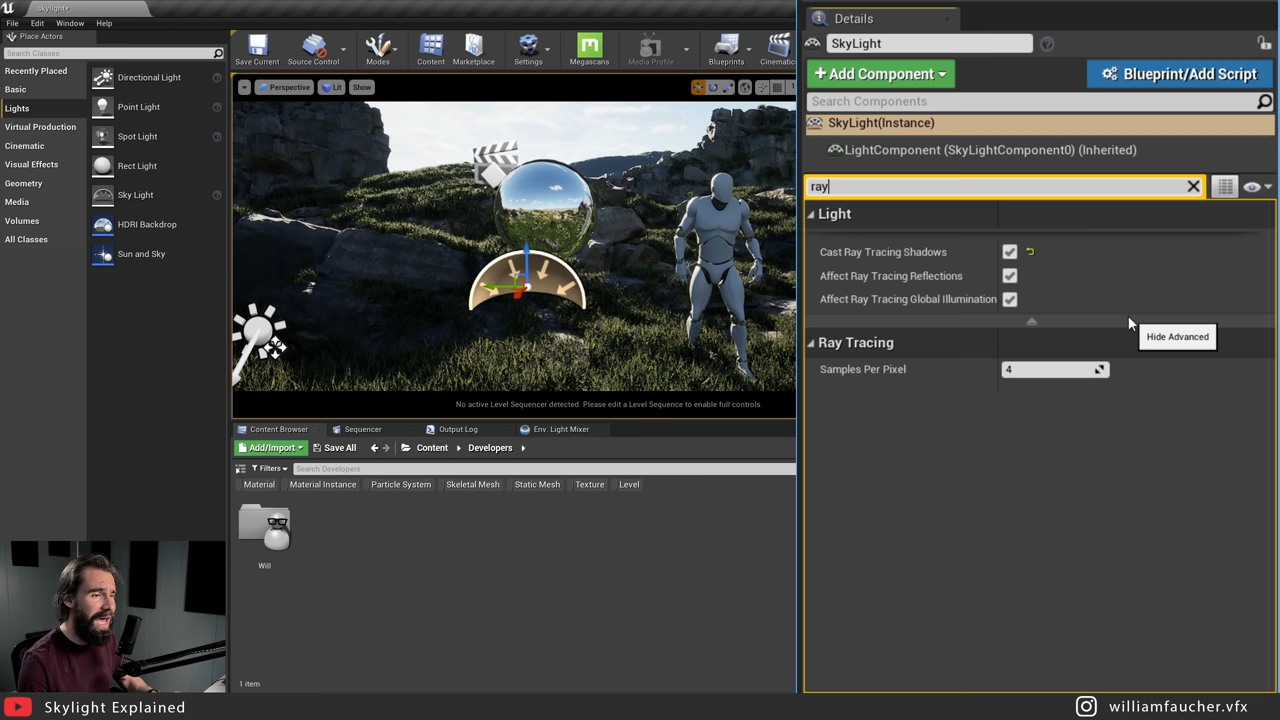 skylight*
File Edit Window Help
Place Actors
Search Classes
Recently Placed
Basic
Lights
Virtual Production
Cinematic
Visual Effects
Geometry
Media
Volumes
All Classes
Directional Light
Point Light
Spot Light
Rect Light
Sky Light
HDRI Backdrop
Sun and Sky
Save Current Source Control Modes Content Marketplace Settings Megascans Media Profile Blueprints
Perspective Lit Show
No active Level Sequencer detected. Please edit a Level Sequence to enable full controls.
Content Browser Sequencer Output Log Env. Light Mixer
Add/Import Save All Content Developers
Filters Search Developers
Material Material Instance Particle System Skeletal Mesh Static Mesh Texture Level
Will
1 item
Details
SkyLight
+ Add Component Blueprint/Add Script
Search Components
SkyLight(Instance)
LightComponent (SkyLightComponent0) (Inherited)
ray
Light
Cast Ray Tracing Shadows
Affect Ray Tracing Reflections
Affect Ray Tracing Global Illumination
Hide Advanced
Ray Tracing
Samples Per Pixel 4
Skylight Explained
williamfaucher.vfx